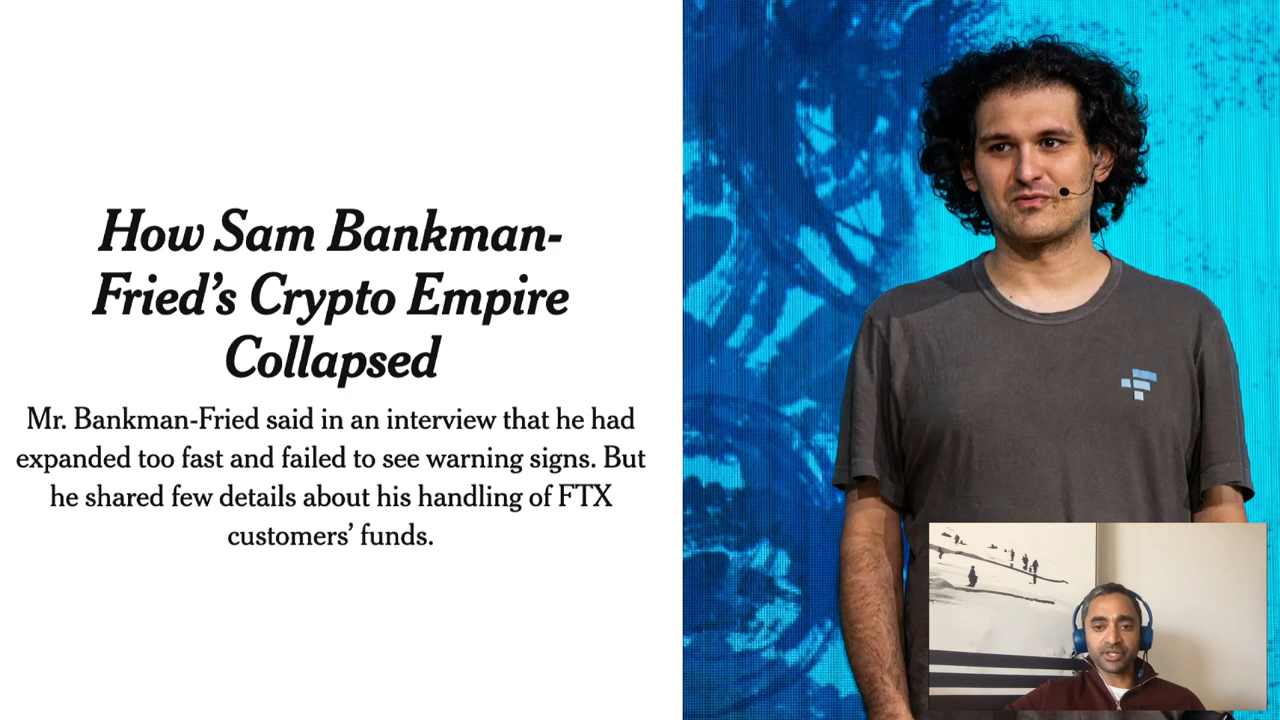 How Sam Bankman-
Fried’s Crypto Empire
Collapsed
Mr. Bankman-Fried said in an interview that he had
expanded too fast and failed to see warning signs. But
he shared few details about his handling of FTX
customers’ funds.